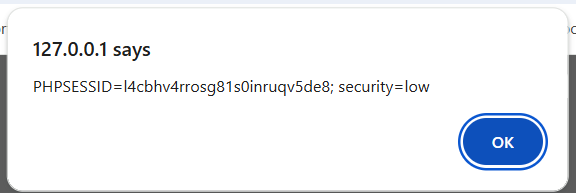 127.0.0.1 says
PHPSESSID=l4cbhv4rrosg81s0inruqv5de8; security=low
OK